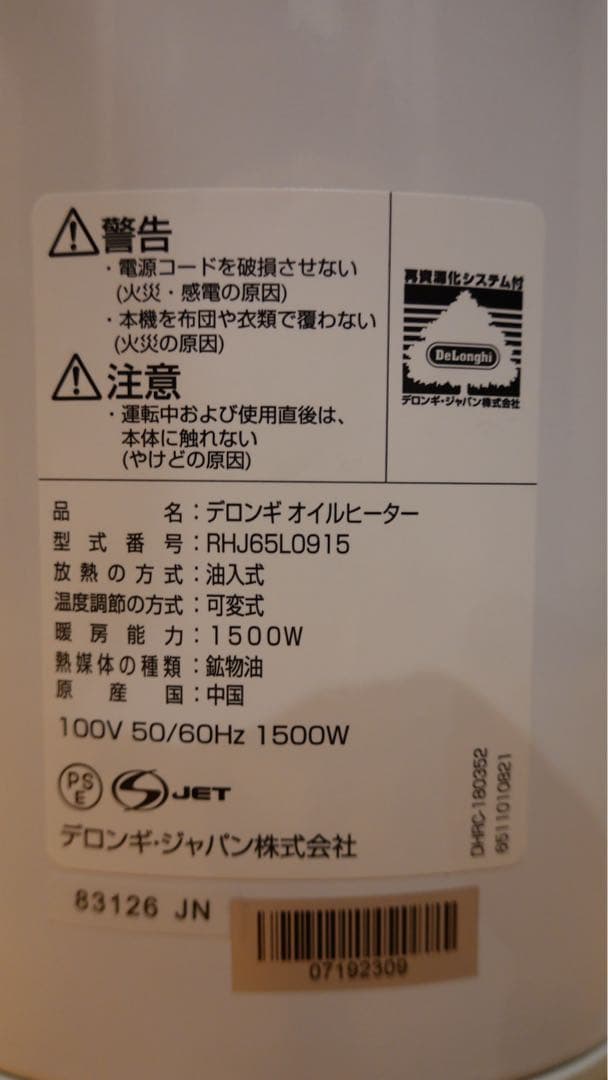 警告
・電源コードを破損させない
(火災・感電の原因)
・本機を布団や衣類で覆わない
(火災の原因)
注意
・運転中および使用直後は、
本体に触れない
(やけどの原因)
再資源化システム付
DeLonghi
デロンギ・ジャパン株式会社
品名：デロンギ オイルヒーター
型式番号：RHJ65L0915
放熱の方式：油入式
温度調節の方式：可変式
暖房能力：1500W
熱媒体の種類：鉱物油
原産国：中国
100V 50/60Hz 1500W
PSE
S JET
デロンギ・ジャパン株式会社
DHRC-180352
6511010821
83126 JN
07192309